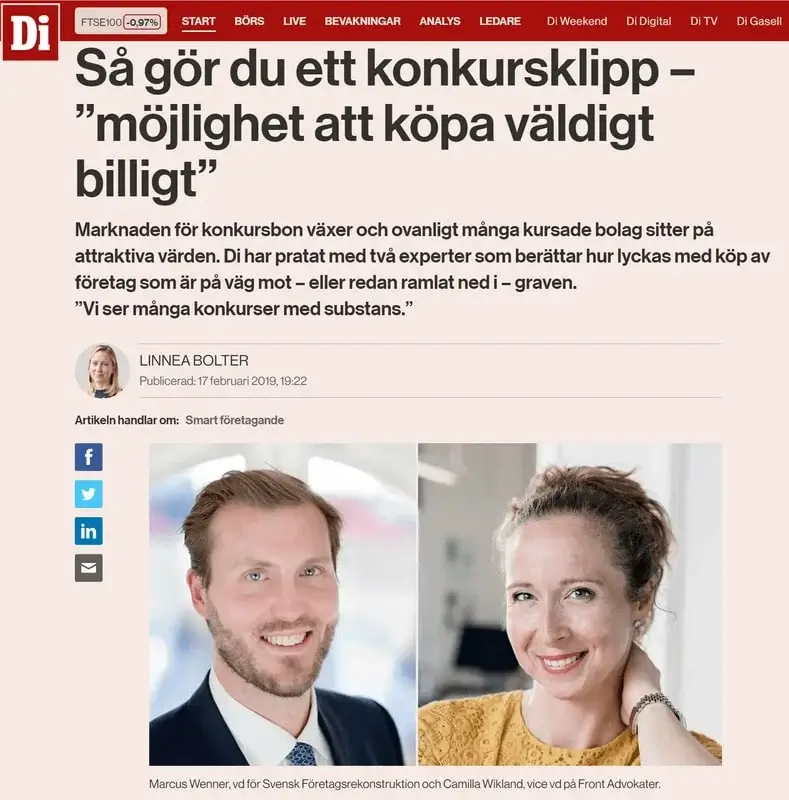 Di
FTSE100 -0,97% START BÖRS LIVE BEVAKNINGAR ANALYS LEDARE Di Weekend Di Digital Di TV Di Gasell
Så gör du ett konkursklipp –
”möjlighet att köpa väldigt
billigt”
Marknaden för konkursbon växer och ovanligt många kursade bolag sitter på
attraktiva värden. Di har pratat med två experter som berättar hur lyckas med köp av
företag som är på väg mot – eller redan ramlat ned i – graven.
”Vi ser många konkurser med substans.”
LINNEA BOLTER
Publicerad: 17 februari 2019, 19:22
Artikeln handlar om: Smart företagande
f
in
Marcus Wenner, vd för Svensk Företagsrekonstruktion och Camilla Wikland, vice vd på Front Advokater.